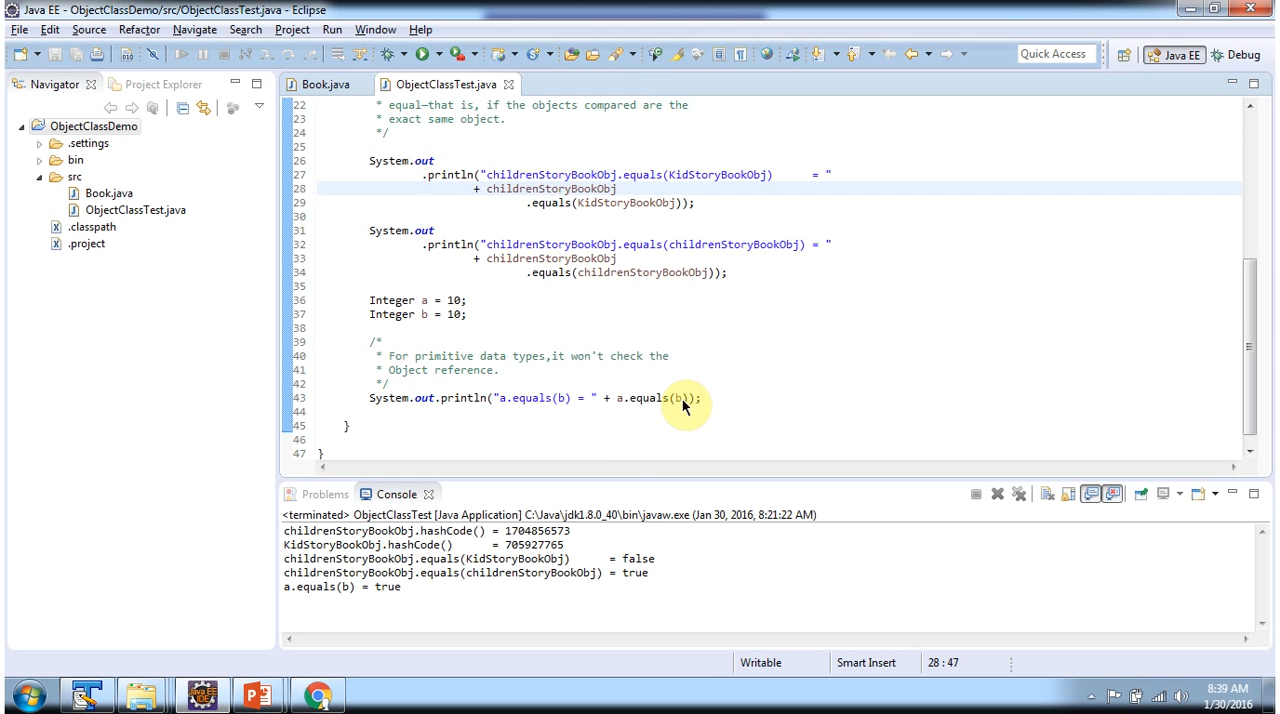 Java EE - ObjectClassDemo/src/ObjectClassTest.java - Eclipse
File Edit Source Refactor Navigate Search Project Run Window Help
Quick Access Java EE Debug
Navigator Project Explorer
Book.java ObjectClassTest.java
ObjectClassDemo
.settings
bin
src
Book.java
ObjectClassTest.java
.classpath
.project
22 * equal—that is, if the objects compared are the
23 * exact same object.
24 */
25
26 System.out
27 .println("childrenStoryBookObj.equals(KidStoryBookObj)      = "
28 + childrenStoryBookObj
29 .equals(KidStoryBookObj));
30
31 System.out
32 .println("childrenStoryBookObj.equals(childrenStoryBookObj) = "
33 + childrenStoryBookObj
34 .equals(childrenStoryBookObj));
35
36 Integer a = 10;
37 Integer b = 10;
38
39 /*
40 * For primitive data types,it won't check the
41 * Object reference.
42 */
43 System.out.println("a.equals(b) = " + a.equals(b));
44
45 }
46
47 }
Problems Console
<terminated> ObjectClassTest [Java Application] C:\Java\jdk1.8.0_40\bin\javaw.exe (Jan 30, 2016, 8:21:22 AM)
childrenStoryBookObj.hashCode() = 1704856573
KidStoryBookObj.hashCode()      = 705927765
childrenStoryBookObj.equals(KidStoryBookObj)      = false
childrenStoryBookObj.equals(childrenStoryBookObj) = true
a.equals(b) = true
Writable Smart Insert 28 : 47
Java EE IDE
8:39 AM
1/30/2016